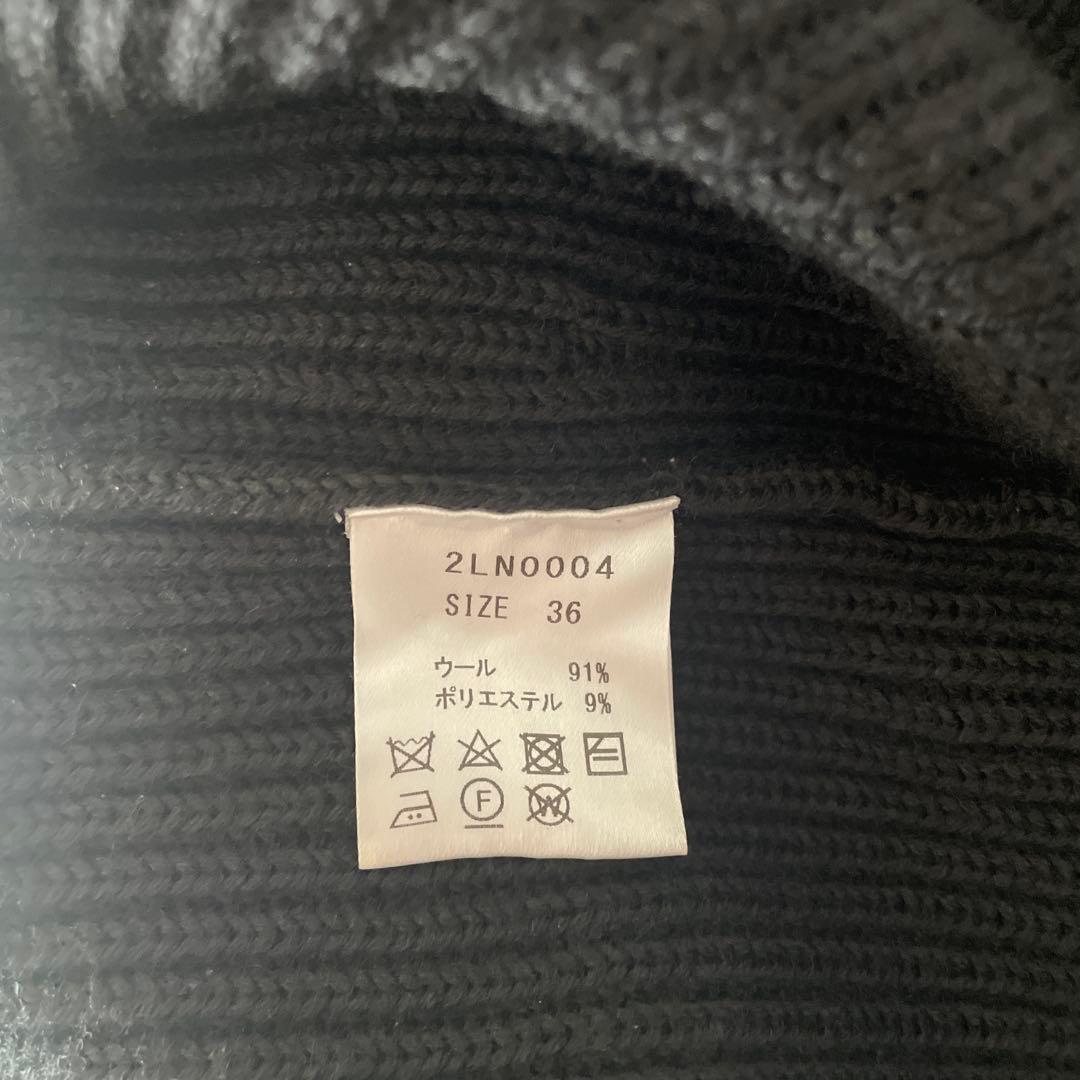 2LN0004
SIZE 36
ウール 91%
ポリエステル 9%
F
W